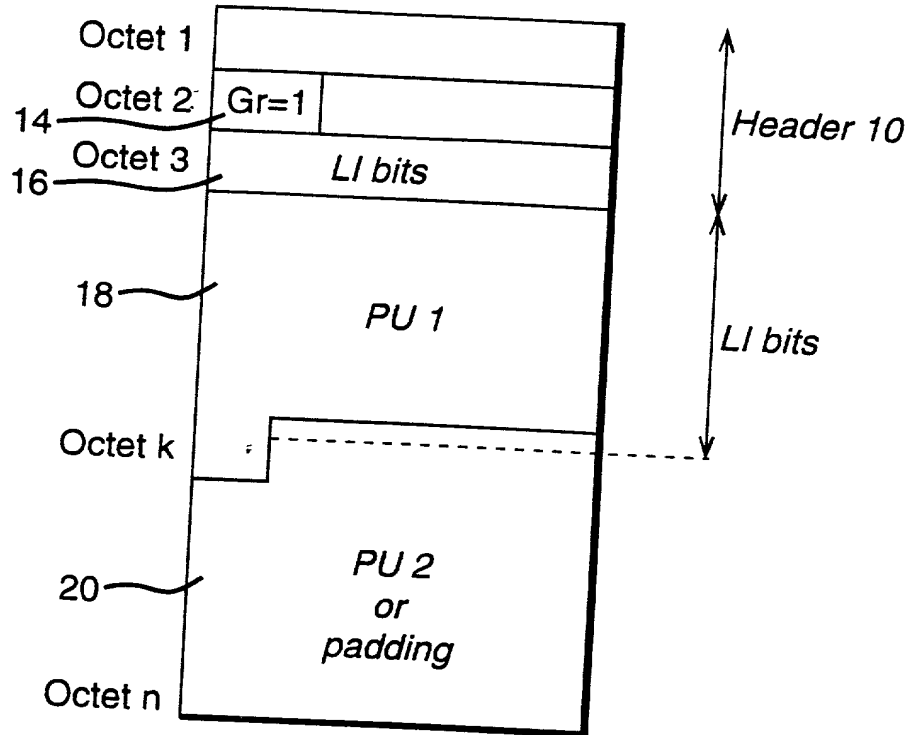 Octet 1
Octet 2
Gr=1
14
Header 10
Octet 3
LI bits
16
18
PU 1
LI bits
Octet k
PU 2
or
padding
20
Octet n